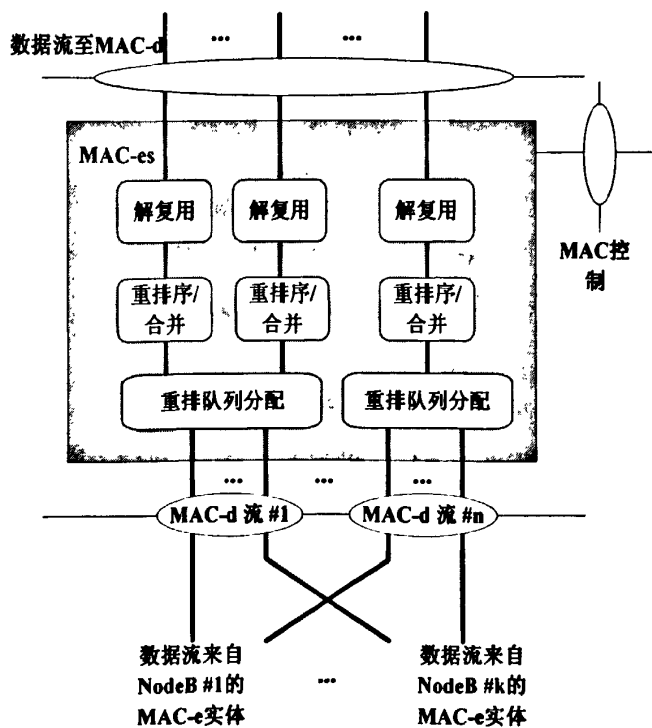 ... ...
数据流至MAC-d
MAC-es
解复用 解复用 解复用
MAC控
制
重排序/ 重排序/ 重排序/
合并 合并 合并
重排队列分配 重排队列分配
... ... ...
MAC-d 流 #1 MAC-d 流 #n
数据流来自 数据流来自
NodeB #1的 ... NodeB #k的
MAC-e实体 MAC-e实体